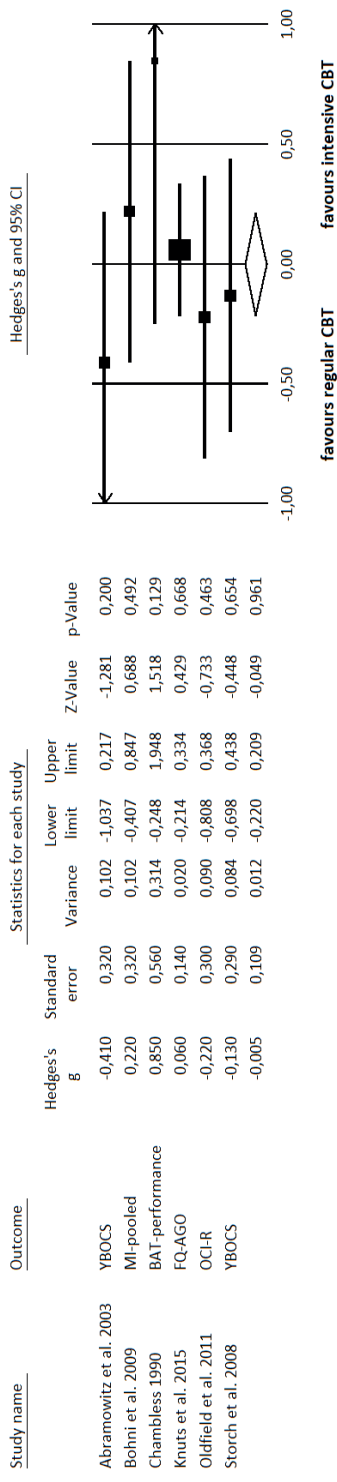 Study name Outcome Statistics for each study Hedges's g and 95% CI
Hedges's g Standard error Variance Lower limit Upper limit Z-Value p-Value
Abramowitz et al. 2003 YBOCS -0,410 0,320 0,102 -1,037 0,217 -1,281 0,200
Bohni et al. 2009 MI-pooled 0,220 0,320 0,102 -0,407 0,847 0,688 0,492
Chambless 1990 BAT-performance 0,850 0,560 0,314 -0,248 1,948 1,518 0,129
Knuts et al. 2015 FQ-AGO 0,060 0,140 0,020 -0,214 0,334 0,429 0,668
Oldfield et al. 2011 OCI-R -0,220 0,300 0,090 -0,808 0,368 -0,733 0,463
Storch et al. 2008 YBOCS -0,130 0,290 0,084 -0,698 0,438 -0,448 0,654
-0,005 0,109 0,012 -0,220 0,209 -0,049 0,961
-1,00 -0,50 0,00 0,50 1,00
favours regular CBT favours intensive CBT